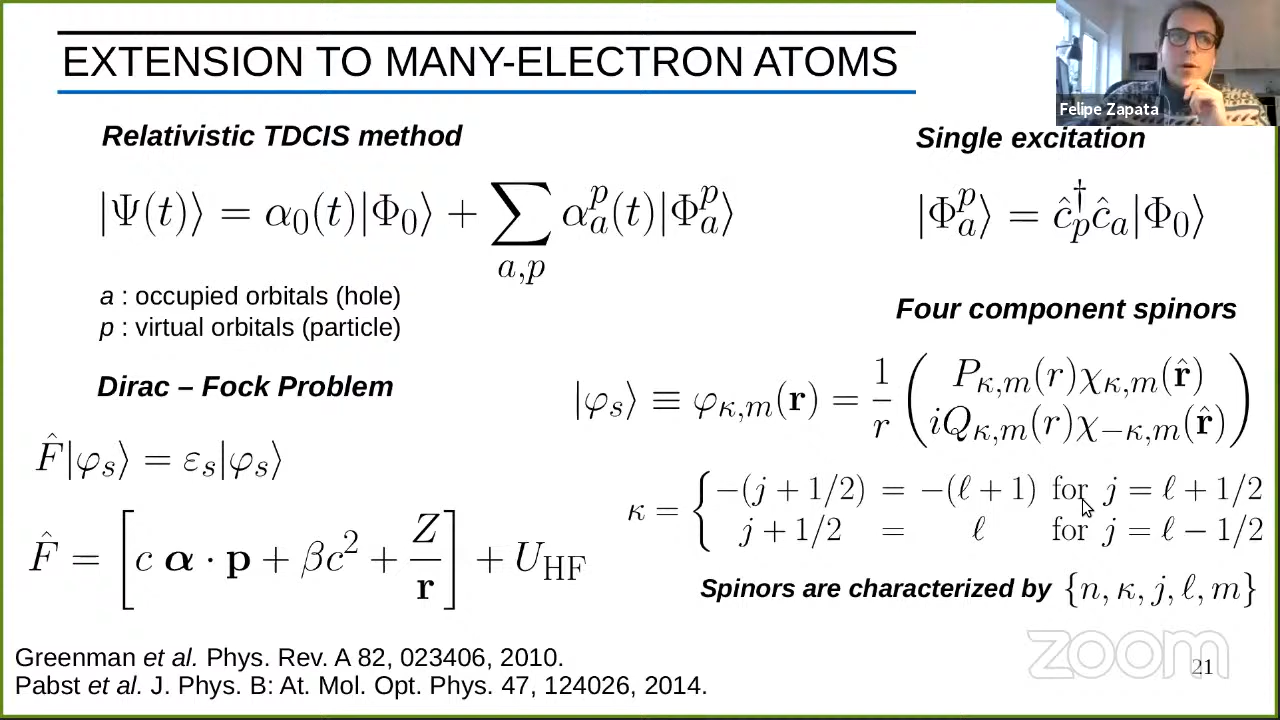 EXTENSION TO MANY-ELECTRON ATOMS
Felipe Zapata
Relativistic TDCIS method
Single excitation
|Ψ(t)⟩ = α₀(t)|Φ₀⟩ + ∑_{a,p} α_a^p(t)|Φ_a^p⟩
|Φ_a^p⟩ = ĉ_p^† ĉ_a|Φ₀⟩
a : occupied orbitals (hole)
p : virtual orbitals (particle)
Four component spinors
Dirac – Fock Problem
|φ_s⟩ ≡ φ_{κ,m}(𝐫) = 1/r ( P_{κ,m}(r)χ_{κ,m}(𝐫̂)
iQ_{κ,m}(r)χ_{−κ,m}(𝐫̂) )
F̂|φ_s⟩ = ε_s|φ_s⟩
κ = { −(j + 1/2) = −(ℓ + 1) for j = ℓ + 1/2
j + 1/2 = ℓ for j = ℓ − 1/2
F̂ = [ c 𝛂 · 𝐩 + βc² + Z/𝐫 ] + U_HF
Spinors are characterized by {n, κ, j, ℓ, m}
Greenman et al. Phys. Rev. A 82, 023406, 2010.
Pabst et al. J. Phys. B: At. Mol. Opt. Phys. 47, 124026, 2014.
zoom
21